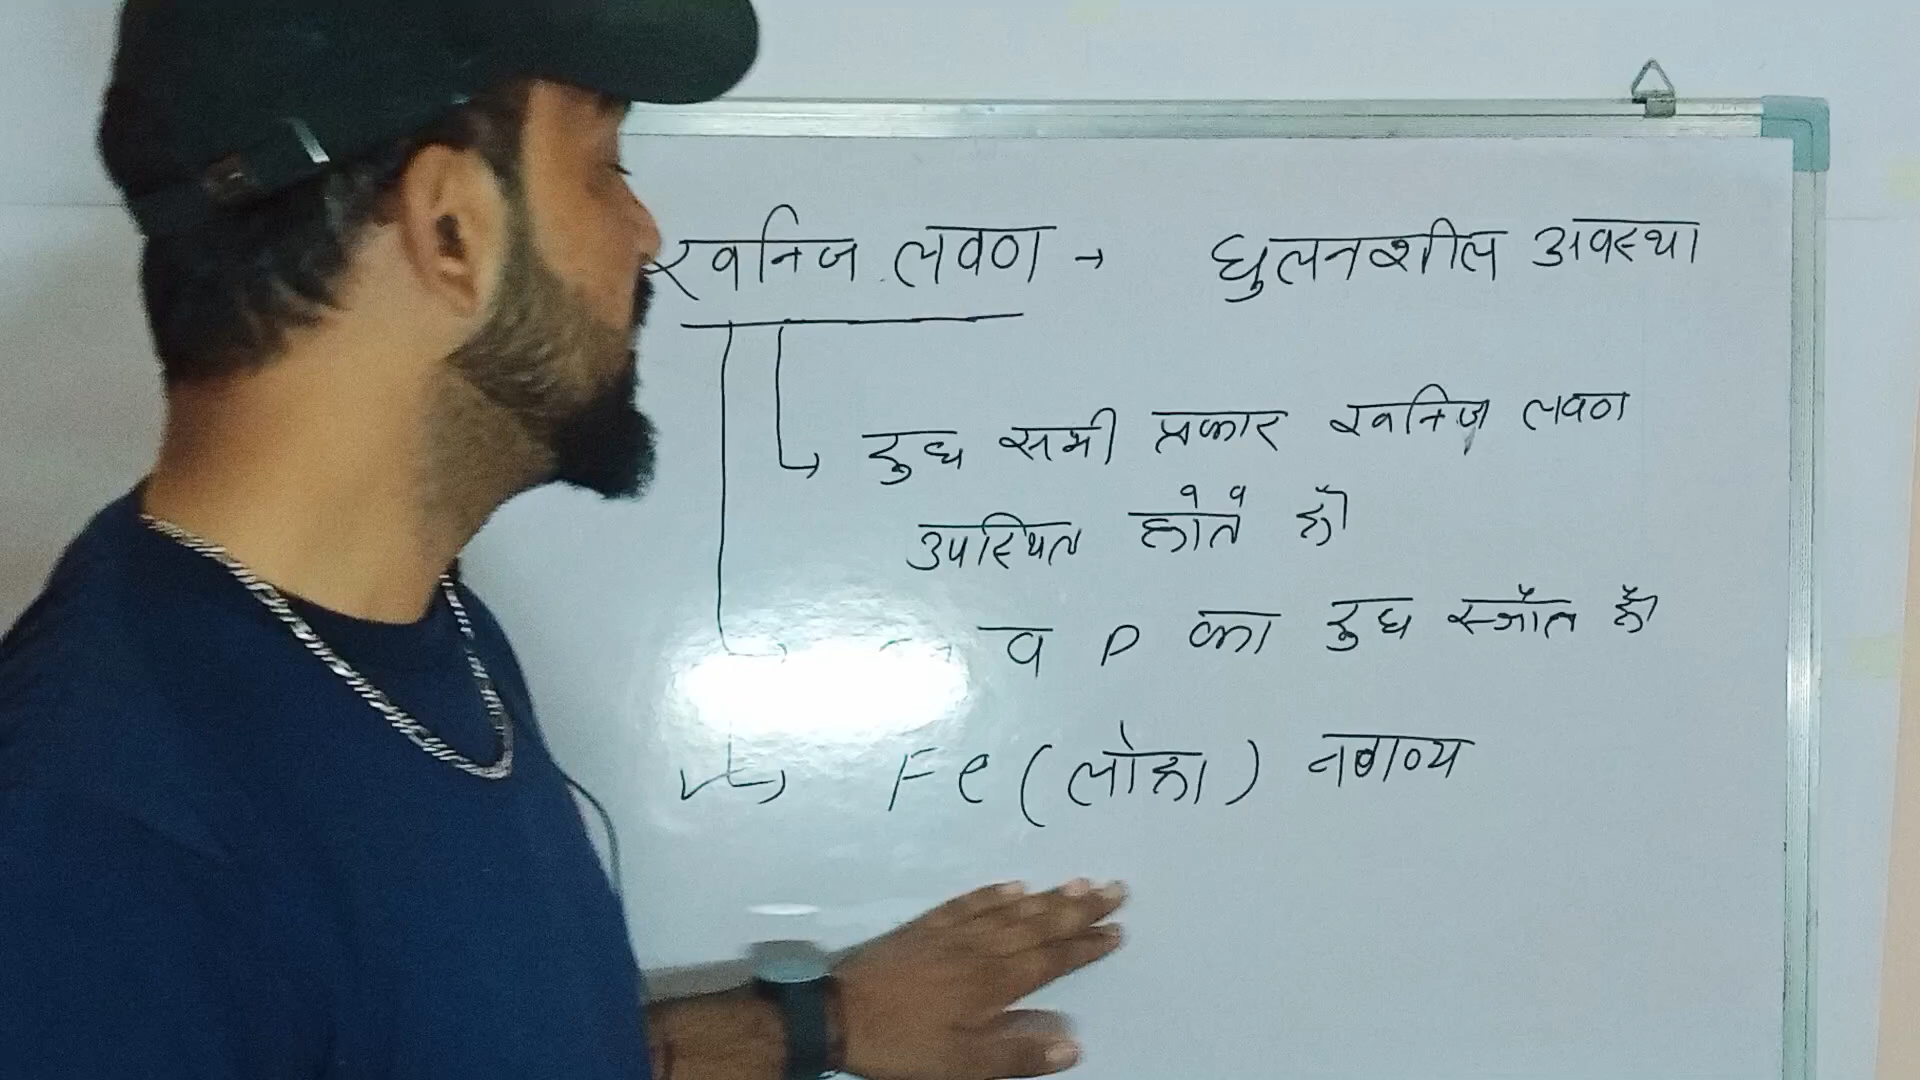 खनिज लवण → घुलनशील अवस्था
दुध सभी प्रकार खनिज लवण
उपस्थित होते है
व P का दुध स्त्रोत है
Fe (लोहा) नगण्य